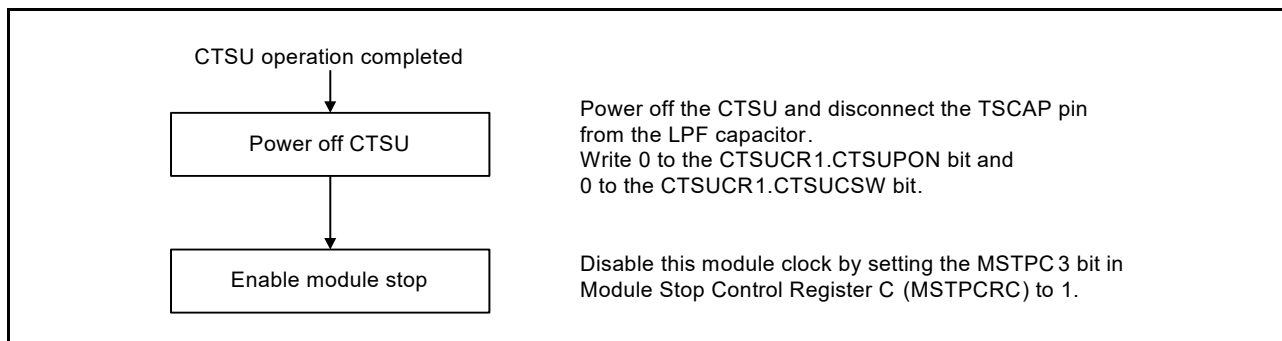 CTSU operation completed
Power off CTSU
Power off the CTSU and disconnect the TSCAP pin
from the LPF capacitor.
Write 0 to the CTSUCR1.CTSUPON bit and
0 to the CTSUCR1.CTSUCSW bit.
Enable module stop
Disable this module clock by setting the MSTPC3 bit in
Module Stop Control Register C (MSTPCRC) to 1.